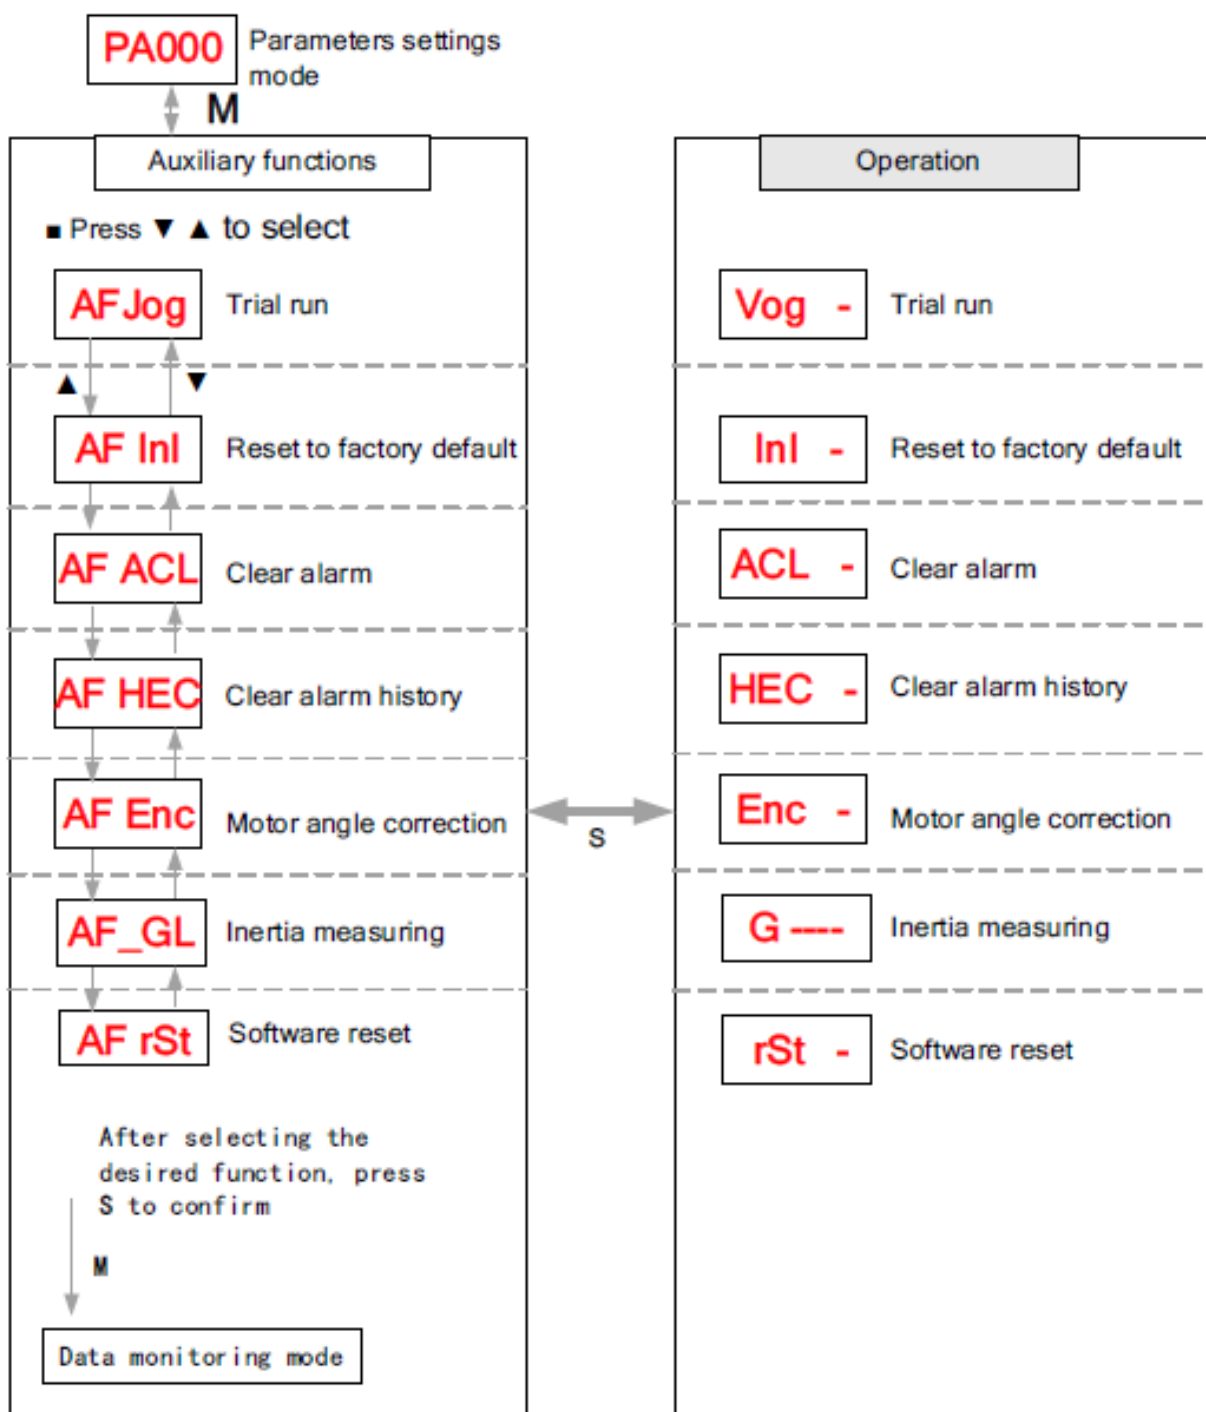 PA000
Parameters settings
mode
M
Auxiliary functions
■ Press ▼ ▲ to select
AFJog
Trial run
▲
▼
AF InI
Reset to factory default
AF ACL
Clear alarm
AF HEC
Clear alarm history
AF Enc
Motor angle correction
AF_GL
Inertia measuring
AF rSt
Software reset
After selecting the
desired function, press
S to confirm
M
Data monitoring mode
S
Operation
Vog -
Trial run
InI -
Reset to factory default
ACL -
Clear alarm
HEC -
Clear alarm history
Enc -
Motor angle correction
G ----
Inertia measuring
rSt -
Software reset